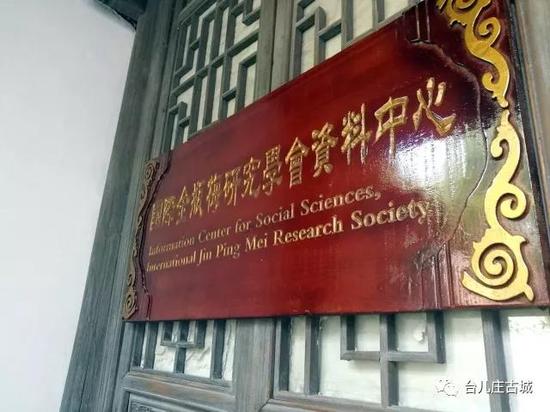 國際金瓶梅研究學會資料中心
Information Center for Social Sciences,
International Jin Ping Mei Research Society
台儿庄古城